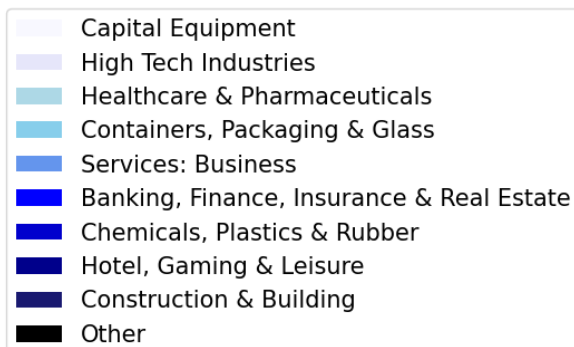 Capital Equipment
High Tech Industries
Healthcare & Pharmaceuticals
Containers, Packaging & Glass
Services: Business
Banking, Finance, Insurance & Real Estate
Chemicals, Plastics & Rubber
Hotel, Gaming & Leisure
Construction & Building
Other